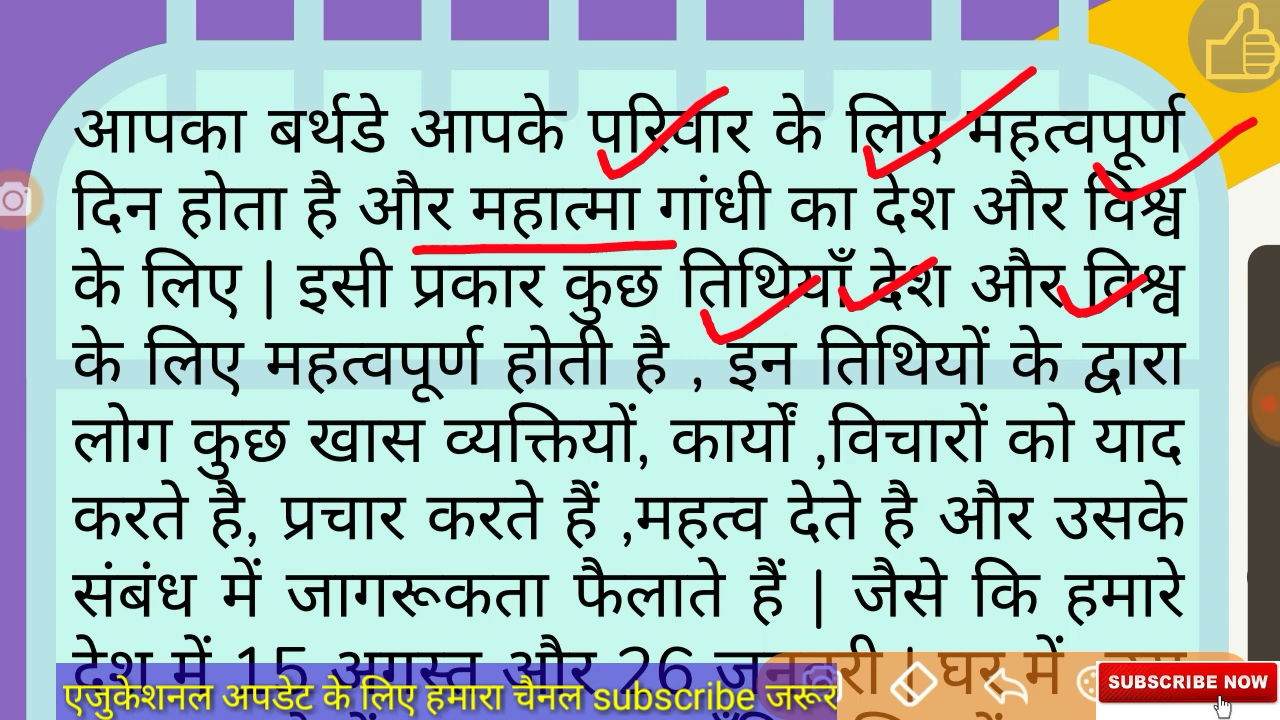 आपका बर्थडे आपके परिवार के लिए महत्वपूर्ण
दिन होता है और महात्मा गांधी का देश और विश्व
के लिए | इसी प्रकार कुछ तिथियाँ देश और विश्व
के लिए महत्वपूर्ण होती है , इन तिथियों के द्वारा
लोग कुछ खास व्यक्तियों, कार्यों ,विचारों को याद
करते है, प्रचार करते हैं ,महत्व देते है और उसके
संबंध में जागरूकता फैलाते हैं | जैसे कि हमारे
देश में 15 अगस्त और 26 जनवरी | घर में
एजुकेशनल अपडेट के लिए हमारा चैनल subscribe जरूर
SUBSCRIBE NOW